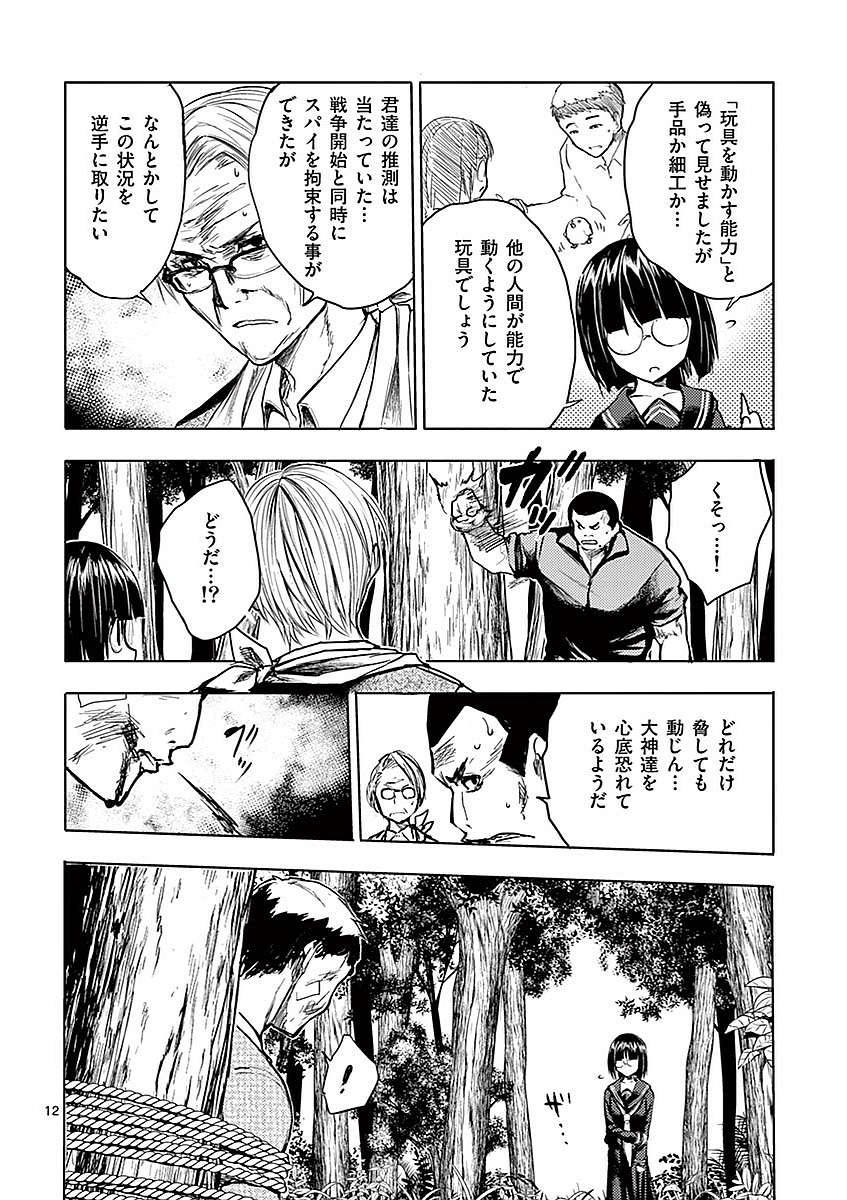 「玩具を動かす能力」と
偽って見せましたが
手品か細工か…
他の人間が能力で
動くようにしていた
玩具でしょう
君達の推測は
当たっていた…
戦争開始と同時に
スパイを拘束する事が
できたが
なんとかして
この状況を
逆手に取りたい
くそっ…！
ガッ
どうだ…!?
どれだけ
脅しても
動じん…
大神達を
心底恐れて
いるようだ
！
ザ…
12